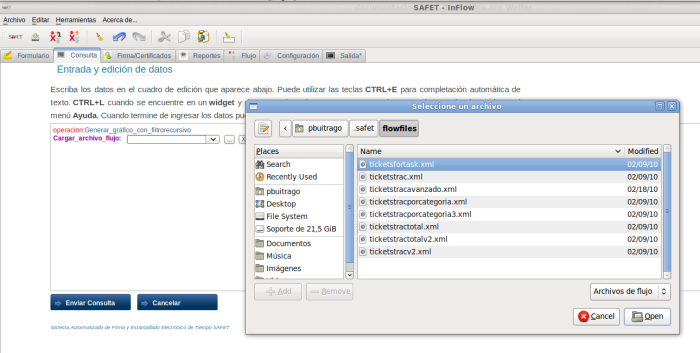 SAFET - InFlow
Archivo Editar Herramientas Acerca de...
SAFET
Formulario Consulta Firma/Certificados Reportes Flujo Configuración Salida*
Entrada y edición de datos
Escriba los datos en el cuadro de edición que aparece abajo. Puede utilizar las teclas CTRL+E para completación automática de
texto. CTRL+L cuando se encuentre en un widget y
menú Ayuda. Cuando termine de ingresar los datos
operacion:Generar_gráfico_con_filtrorecursivo
Cargar_archivo_flujo:
...
Enviar Consulta
Cancelar
Sistema Automatizado de Firma y Estampillado Electrónico de Tiempo SAFET
Seleccione un archivo
pbuitrago .safet flowfiles
Places
Search
Recently Used
pbuitrago
Desktop
File System
Soporte de 21,5 GiB
Documentos
Música
Imágenes
Name Modified
ticketsfortask.xml 02/09/10
ticketstrac.xml 02/09/10
ticketstracavanzado.xml 02/18/10
ticketstracporcategoria.xml 02/09/10
ticketstracporcategoria3.xml 02/09/10
ticketstractotal.xml 02/09/10
ticketstractotalv2.xml 02/09/10
ticketstracv2.xml 02/09/10
Add
Remove
Archivos de flujo
Cancel
Open